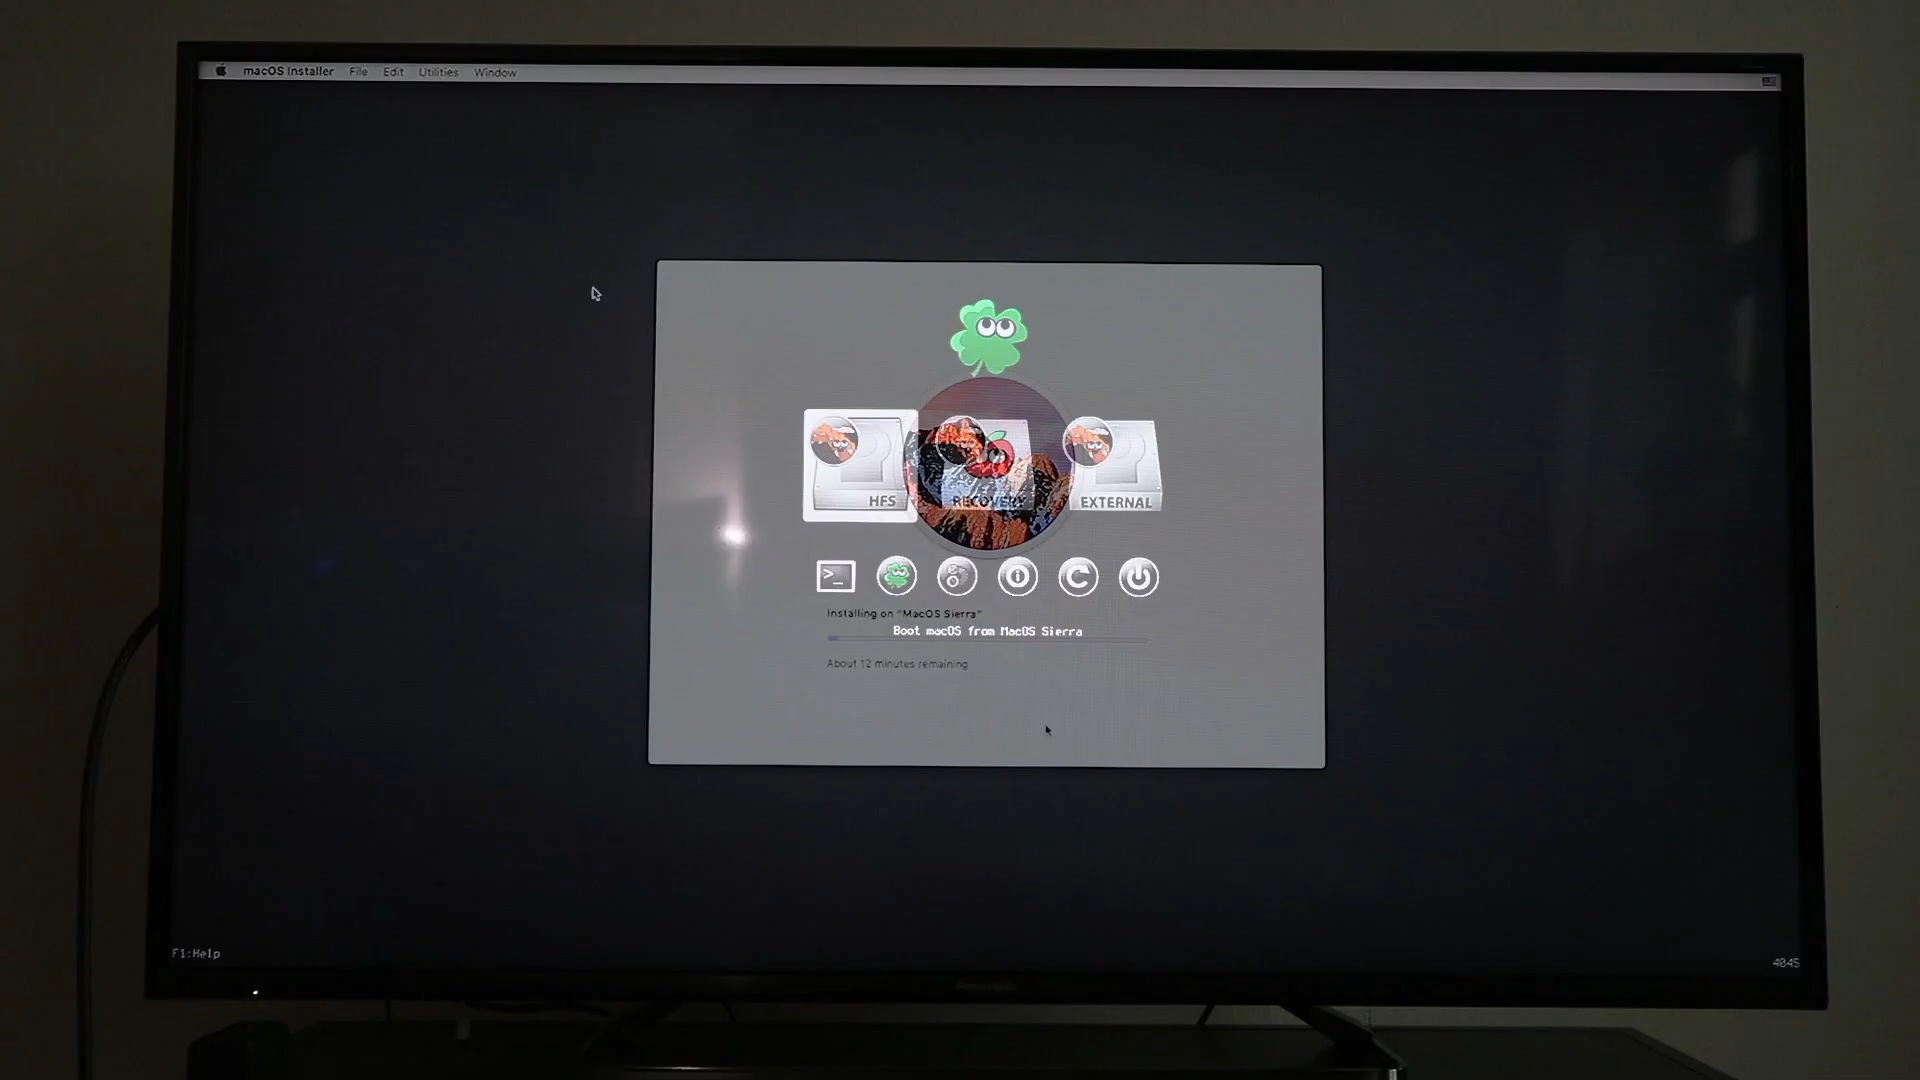 macOS Installer File Edit Utilities Window
HFS RECOVERY EXTERNAL
Installing on "MacOS Sierra"
Boot macOS from MacOS Sierra
About 12 minutes remaining
F1:Help
4045
Panasonic